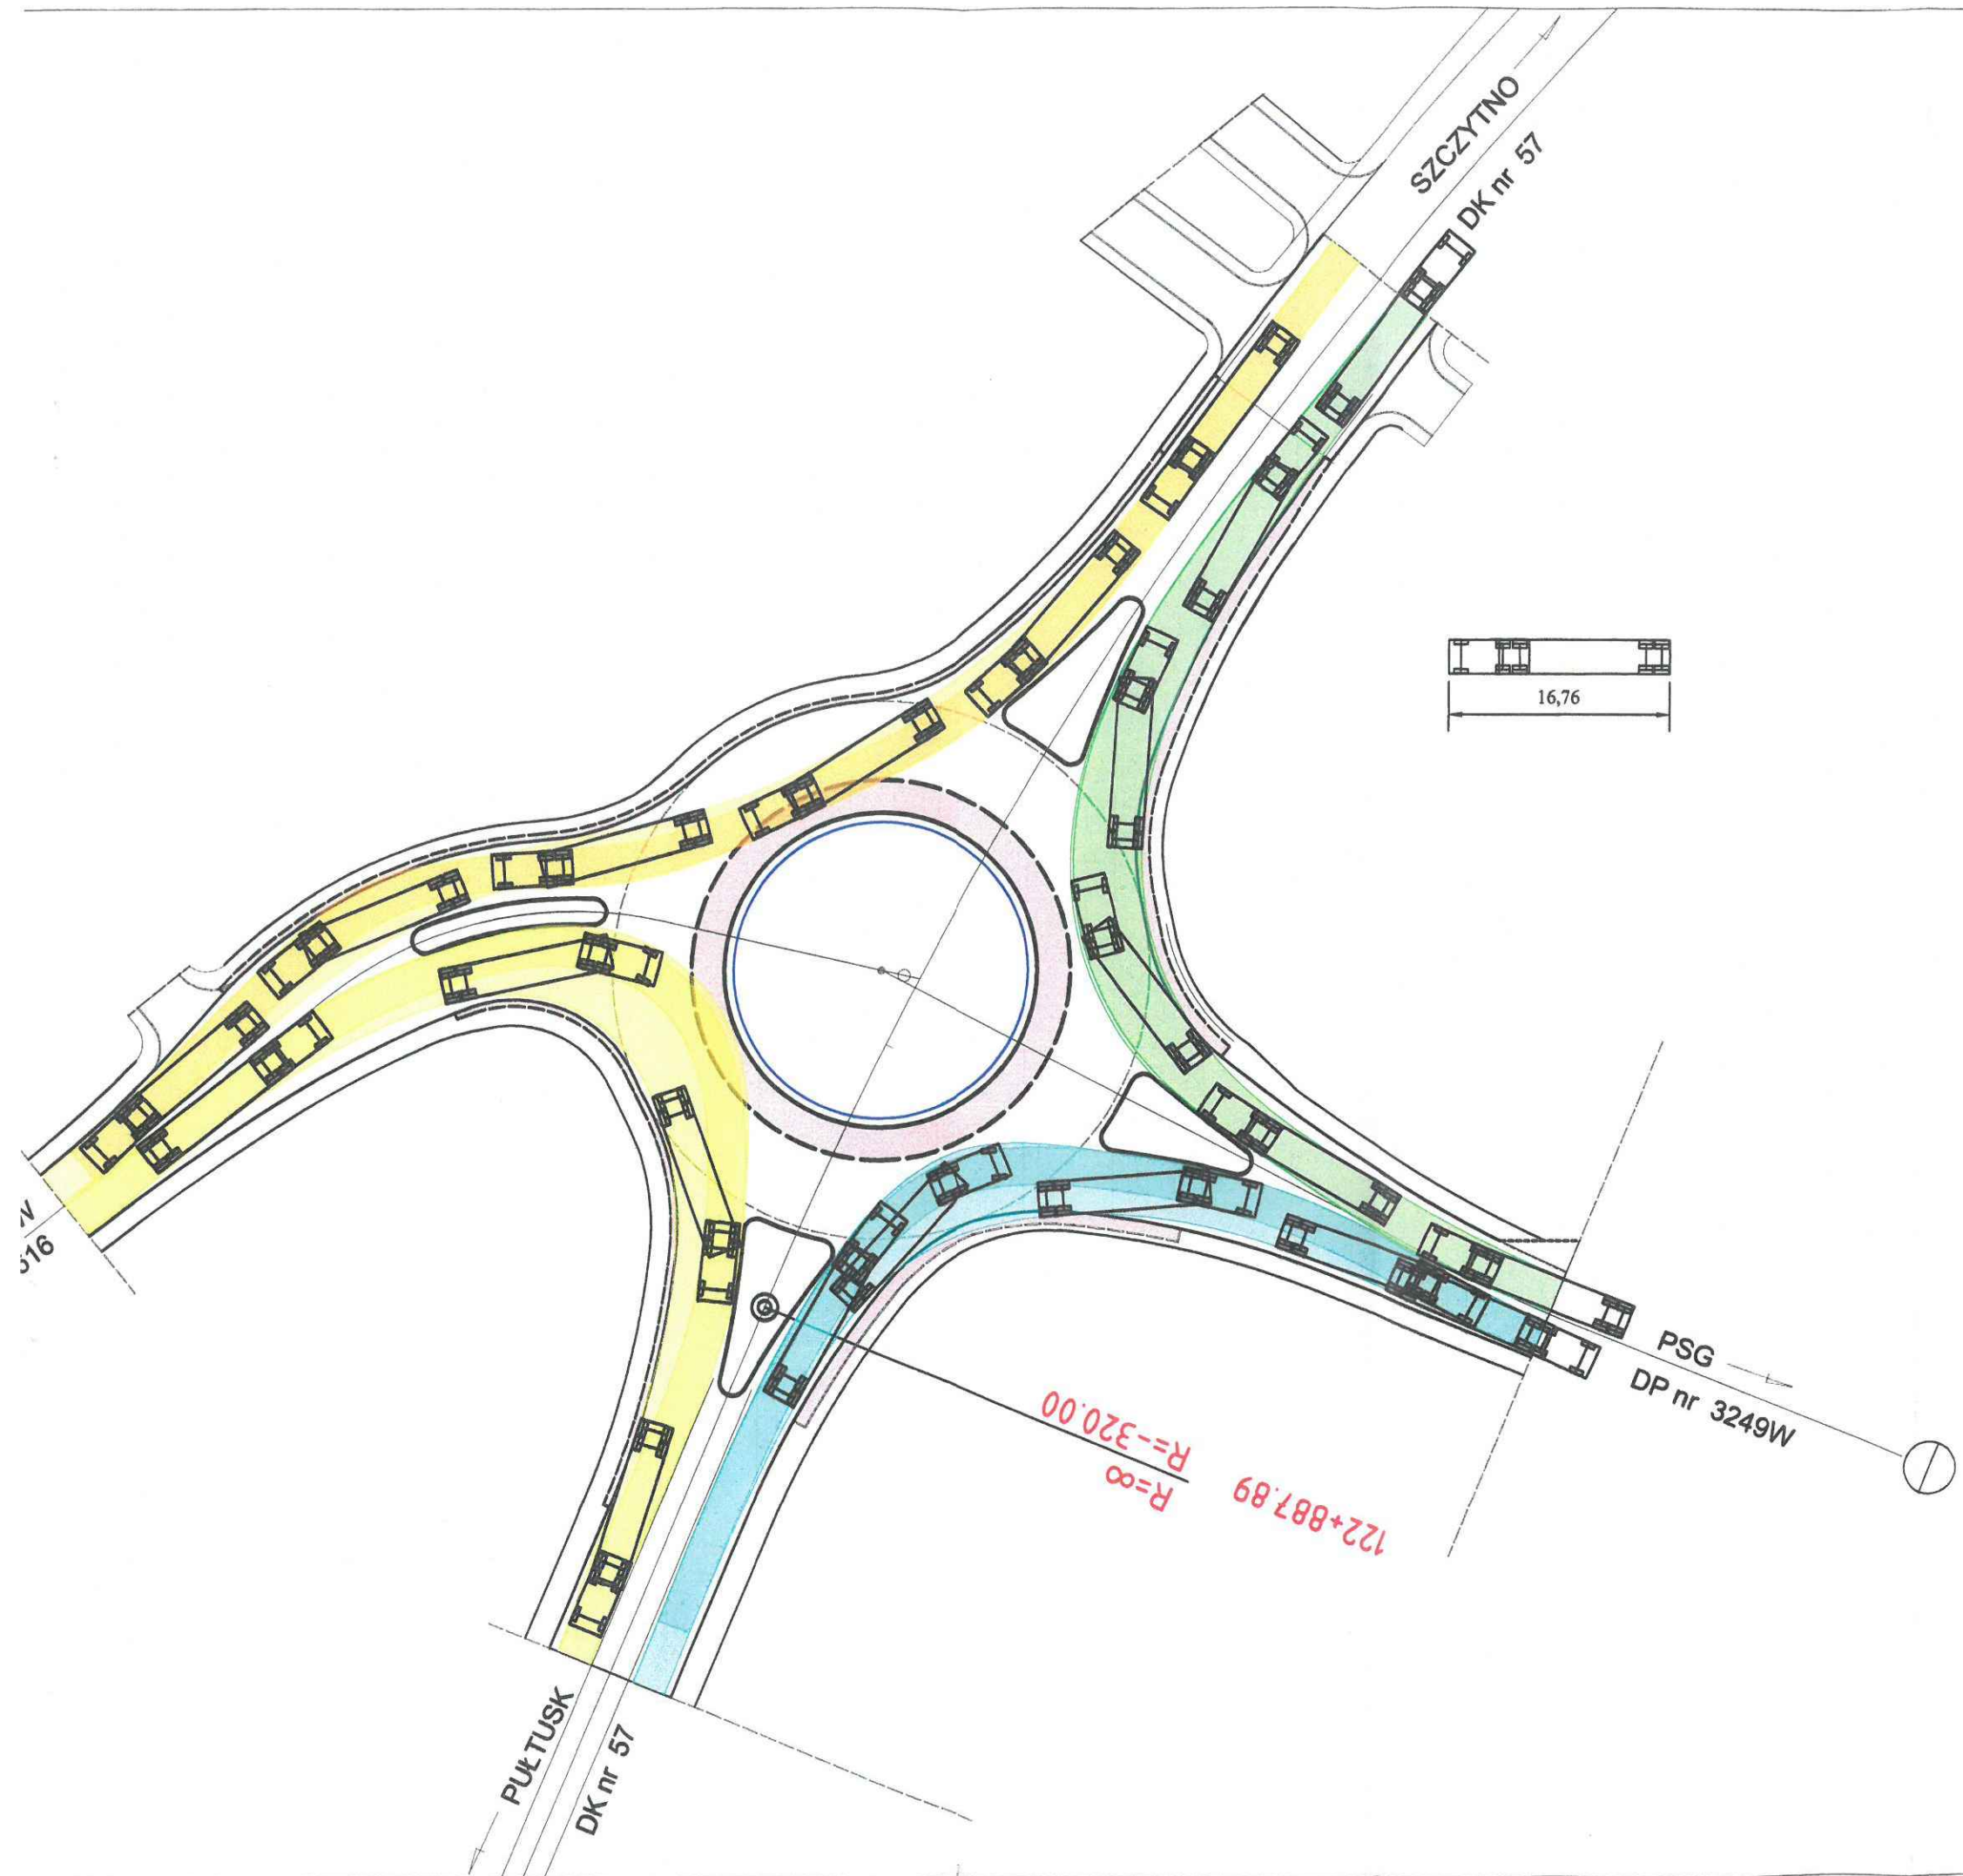 SZCZYTNO
DK nr 57
16,76
PSG
DP nr 3249W
R=-320.00
R=∞
122+887.89
PUŁTUSK
DK nr 57